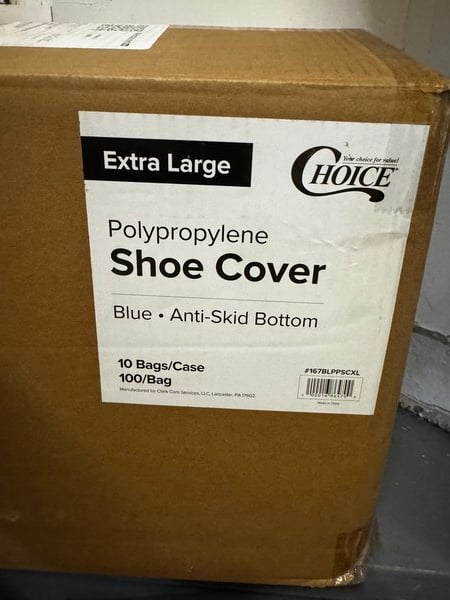 Extra Large
Your choice for value!
CHOICE
Polypropylene
Shoe Cover
Blue • Anti-Skid Bottom
10 Bags/Case
100/Bag
#167BLPPSCXL
Manufactured for Clark Core Services, LLC, Lancaster, PA 17602
Made in China